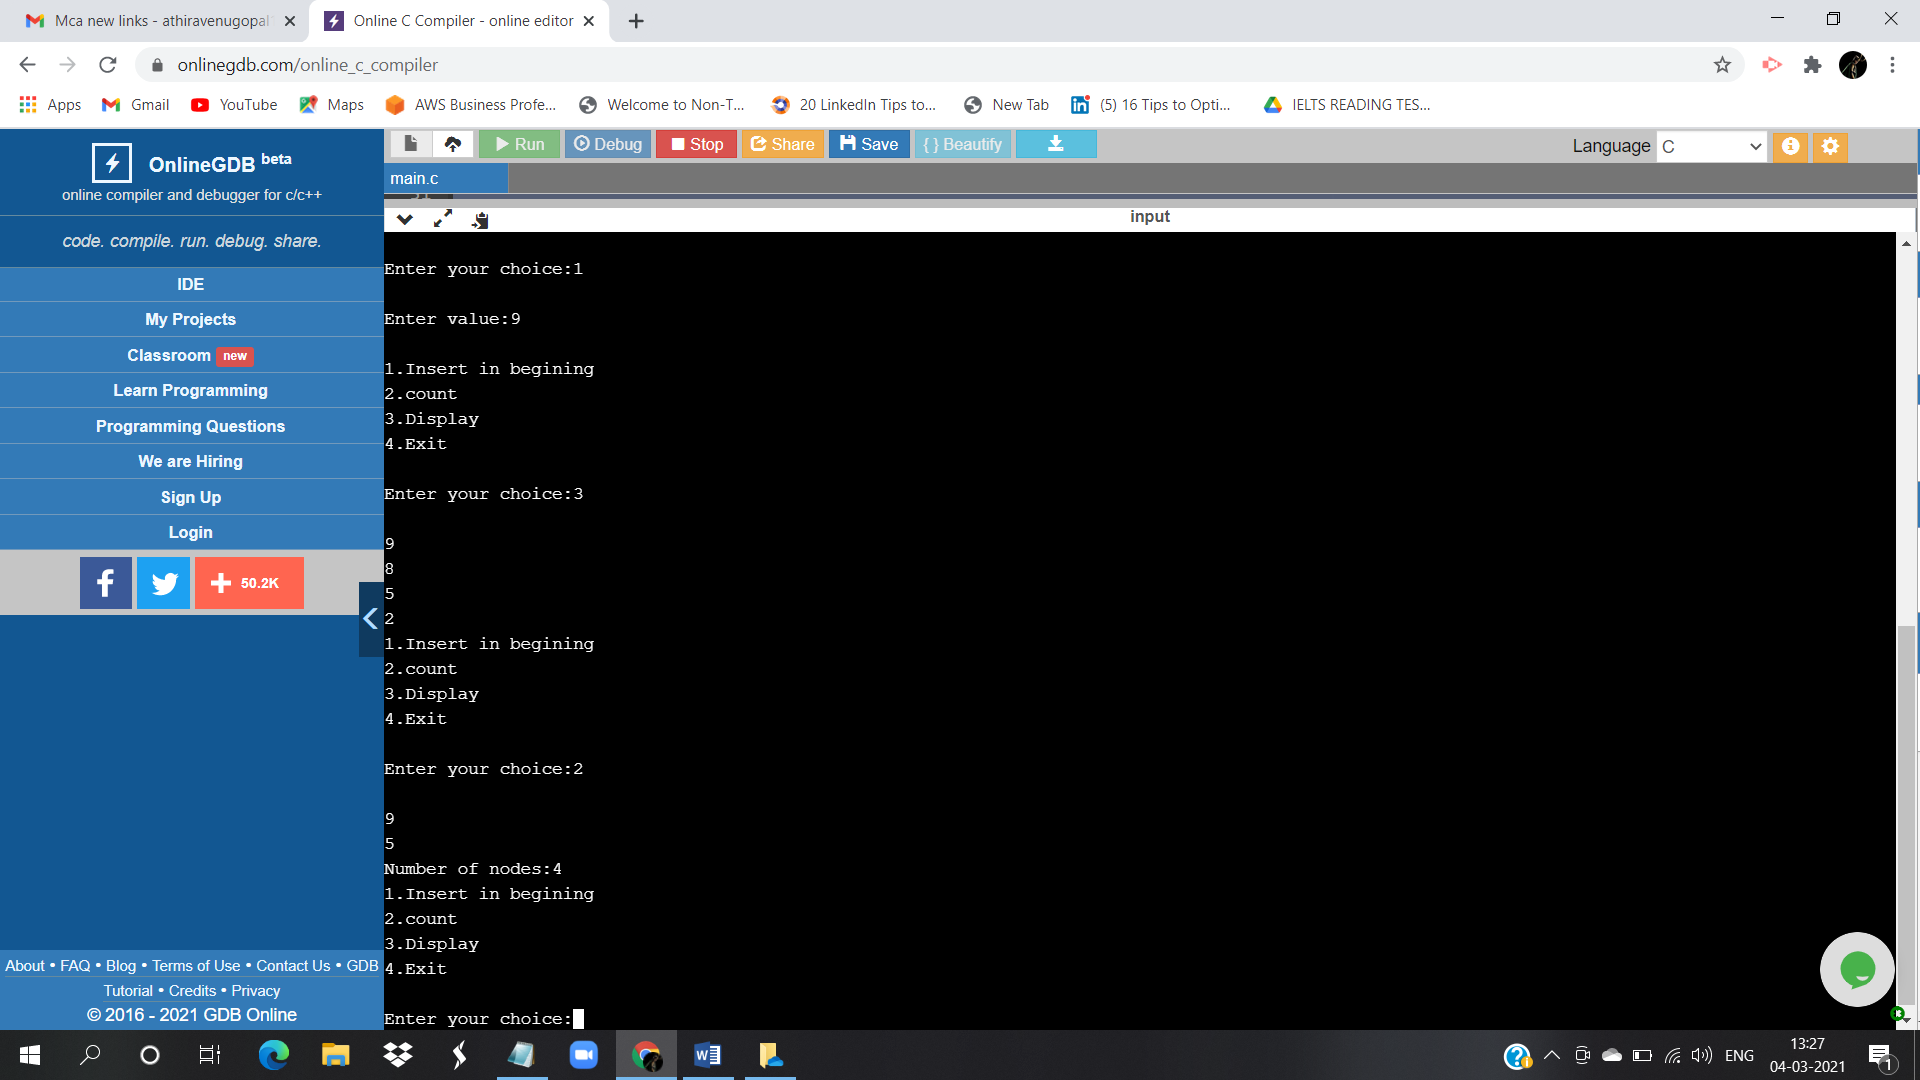 Mca new links - athiravenugopal
Online C Compiler - online editor
onlinegdb.com/online_c_compiler
Apps
Gmail
YouTube
Maps
AWS Business Profe...
Welcome to Non-T...
20 LinkedIn Tips to...
New Tab
(5) 16 Tips to Opti...
IELTS READING TES...
OnlineGDB beta
online compiler and debugger for c/c++
code. compile. run. debug. share.
IDE
My Projects
Classroom new
Learn Programming
Programming Questions
We are Hiring
Sign Up
Login
50.2K
About • FAQ • Blog • Terms of Use • Contact Us • GDB
Tutorial • Credits • Privacy
© 2016 - 2021 GDB Online
Run
Debug
Stop
Share
Save
{ } Beautify
Language C
main.c
input
Enter your choice:1
Enter value:9
1.Insert in begining
2.count
3.Display
4.Exit
Enter your choice:3
9
8
5
2
1.Insert in begining
2.count
3.Display
4.Exit
Enter your choice:2
9
5
Number of nodes:4
1.Insert in begining
2.count
3.Display
4.Exit
Enter your choice:
ENG
13:27
04-03-2021
1